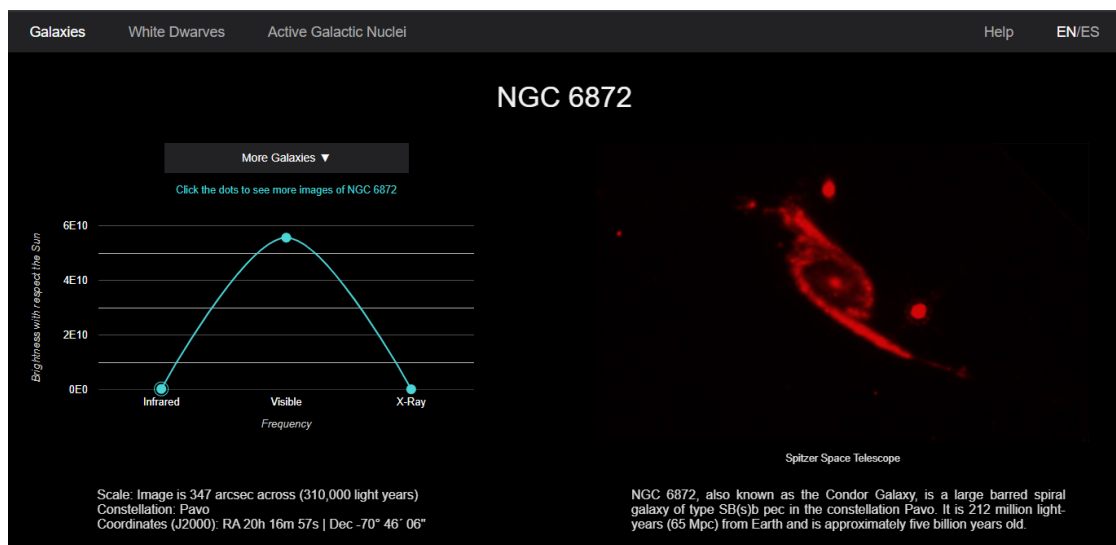 Galaxies White Dwarves Active Galactic Nuclei Help EN/ES
NGC 6872
More Galaxies ▼
Click the dots to see more images of NGC 6872
Brightness with respect the Sun
6E10
4E10
2E10
0E0
Infrared Visible X-Ray
Frequency
Spitzer Space Telescope
Scale: Image is 347 arcsec across (310,000 light years)
Constellation: Pavo
Coordinates (J2000): RA 20h 16m 57s | Dec -70° 46´ 06"
NGC 6872, also known as the Condor Galaxy, is a large barred spiral
galaxy of type SB(s)b pec in the constellation Pavo. It is 212 million light-
years (65 Mpc) from Earth and is approximately five billion years old.